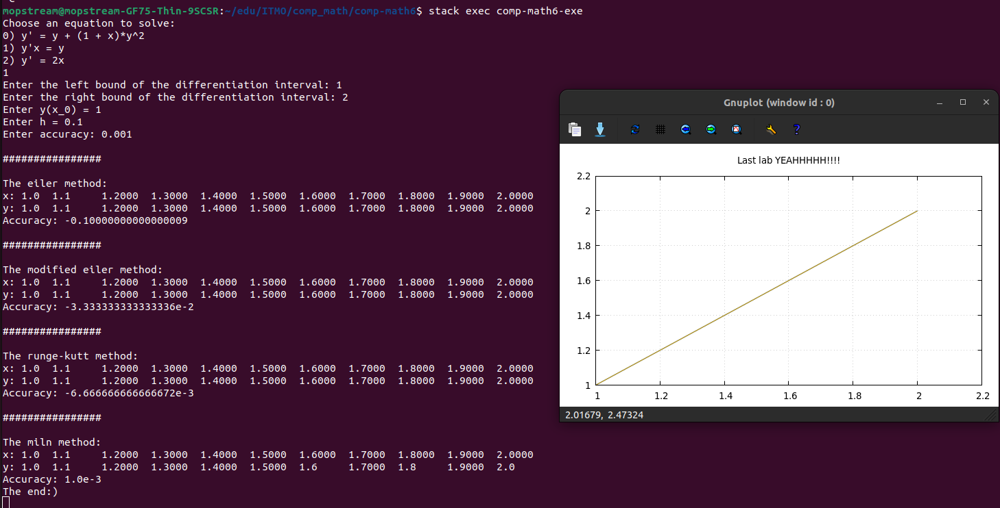 mopstream@mopstream-GF75-Thin-9SCSR:~/edu/ITMO/comp_math/comp-math6$ stack exec comp-math6-exe
Choose an equation to solve:
0) y' = y + (1 + x)*y^2
1) y'x = y
2) y' = 2x
1
Enter the left bound of the differentiation interval: 1
Enter the right bound of the differentiation interval: 2
Enter y(x_0) = 1
Enter h = 0.1
Enter accuracy: 0.001
################
The eiler method:
x: 1.0  1.1     1.2000  1.3000  1.4000  1.5000  1.6000  1.7000  1.8000  1.9000  2.0000
y: 1.0  1.1     1.2000  1.3000  1.4000  1.5000  1.6000  1.7000  1.8000  1.9000  2.0000
Accuracy: -0.10000000000000009
################
The modified eiler method:
x: 1.0  1.1     1.2000  1.3000  1.4000  1.5000  1.6000  1.7000  1.8000  1.9000  2.0000
y: 1.0  1.1     1.2000  1.3000  1.4000  1.5000  1.6000  1.7000  1.8000  1.9000  2.0000
Accuracy: -3.333333333333336e-2
################
The runge-kutt method:
x: 1.0  1.1     1.2000  1.3000  1.4000  1.5000  1.6000  1.7000  1.8000  1.9000  2.0000
y: 1.0  1.1     1.2000  1.3000  1.4000  1.5000  1.6000  1.7000  1.8000  1.9000  2.0000
Accuracy: -6.666666666666672e-3
################
The miln method:
x: 1.0  1.1     1.2000  1.3000  1.4000  1.5000  1.6000  1.7000  1.8000  1.9000  2.0000
y: 1.0  1.1     1.2000  1.3000  1.4000  1.5000  1.6     1.7000  1.8     1.9000  2.0
Accuracy: 1.0e-3
The end:)
Gnuplot (window id : 0)
?
Last lab YEAHHHHH!!!!
2.2
2
1.8
1.6
1.4
1.2
1
1 1.2 1.4 1.6 1.8 2 2.2
2.01679, 2.47324